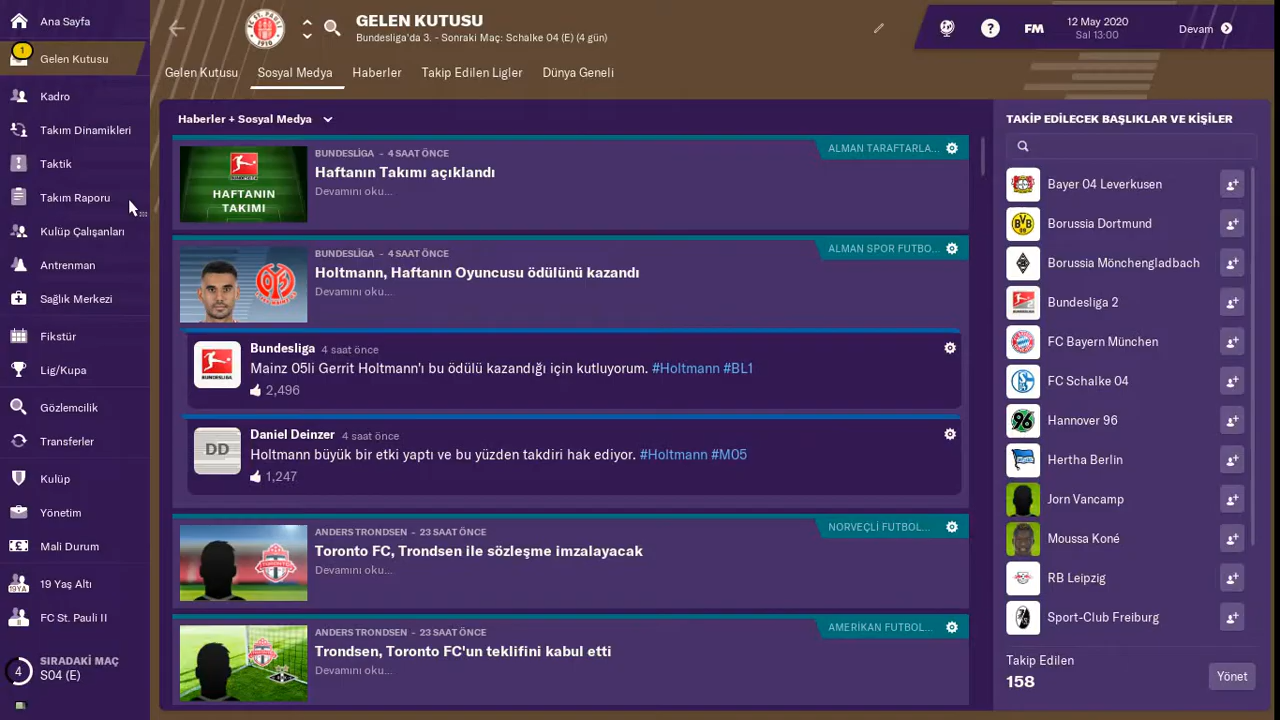 Ana Sayfa
1
Gelen Kutusu
Kadro
Takım Dinamikleri
Taktik
Takım Raporu
Kulüp Çalışanları
Antrenman
Sağlık Merkezi
Fikstür
Lig/Kupa
Gözlemcilik
Transferler
Kulüp
Yönetim
Mali Durum
19YA
19 Yaş Altı
II
FC St. Pauli II
4
SIRADAKİ MAÇ
S04 (E)
GELEN KUTUSU
Bundesliga'da 3. - Sonraki Maç: Schalke 04 (E) (4 gün)
?
FM
12 May 2020
Sal 13:00
Devam
Gelen Kutusu
Sosyal Medya
Haberler
Takip Edilen Ligler
Dünya Geneli
Haberler + Sosyal Medya
HAFTANIN
TAKIMI
BUNDESLİGA - 4 SAAT ÖNCE
Haftanın Takımı açıklandı
Devamını oku...
ALMAN TARAFTARLA...
BUNDESLİGA - 4 SAAT ÖNCE
Holtmann, Haftanın Oyuncusu ödülünü kazandı
Devamını oku...
ALMAN SPOR FUTBO...
BUNDESLIGA
Bundesliga 4 saat önce
Mainz 05li Gerrit Holtmann'ı bu ödülü kazandığı için kutluyorum. #Holtmann #BL1
2,496
DD
Daniel Deinzer 4 saat önce
Holtmann büyük bir etki yaptı ve bu yüzden takdiri hak ediyor. #Holtmann #M05
1,247
ANDERS TRONDSEN - 23 SAAT ÖNCE
Toronto FC, Trondsen ile sözleşme imzalayacak
Devamını oku...
NORVEÇLİ FUTBOL...
ANDERS TRONDSEN - 23 SAAT ÖNCE
Trondsen, Toronto FC'un teklifini kabul etti
Devamını oku...
AMERİKAN FUTBOL...
TAKİP EDİLECEK BAŞLIKLAR VE KİŞİLER
Bayer 04 Leverkusen
Borussia Dortmund
Borussia Mönchengladbach
Bundesliga 2
FC Bayern München
FC Schalke 04
Hannover 96
Hertha Berlin
Jorn Vancamp
Moussa Koné
RB Leipzig
Sport-Club Freiburg
Takip Edilen
158
Yönet